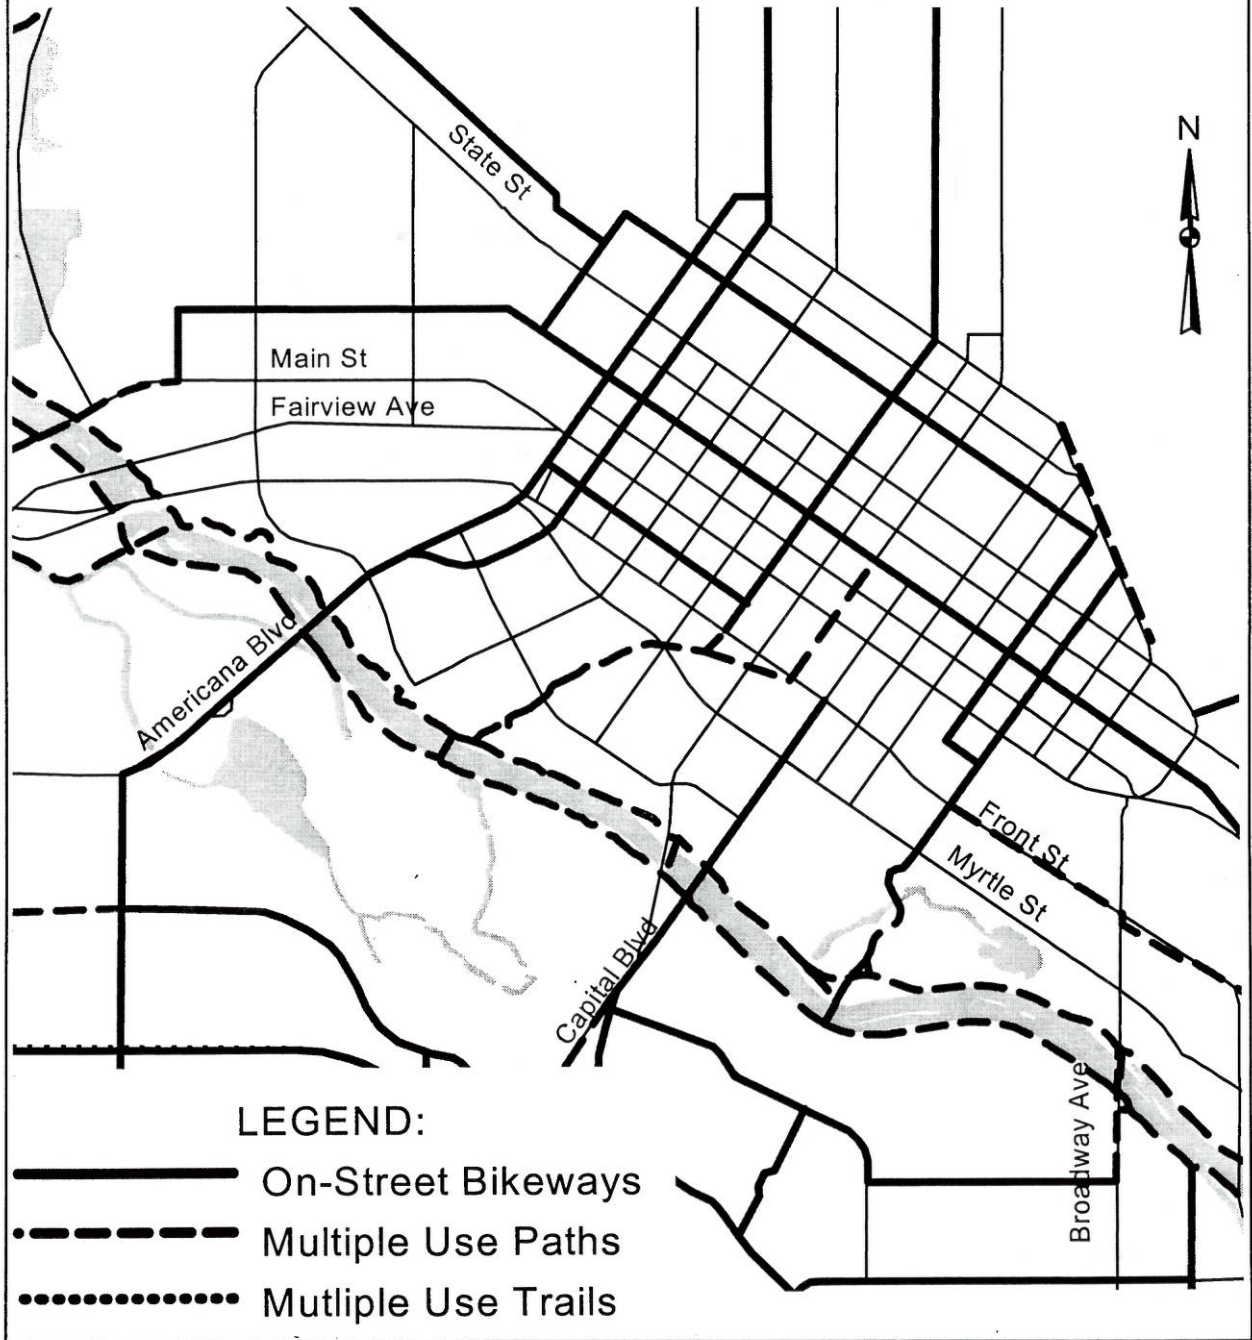 N
State St
Main St
Fairview Ave
Americana Blvd
Front St
Myrtle St
Capital Blvd
Broadway Ave
LEGEND:
On-Street Bikeways
Multiple Use Paths
Mutliple Use Trails